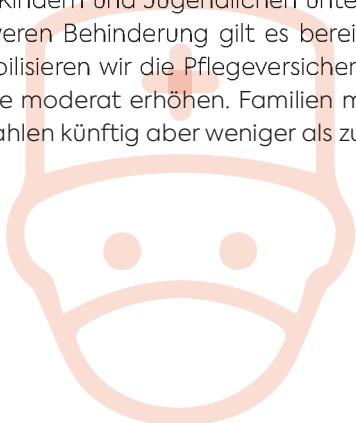 Kindern und Jugendlichen unte
veren Behinderung gilt es berei
bilisieren wir die Pflegeversicher
e moderat erhöhen. Familien m
ahlen künftig aber weniger als zu